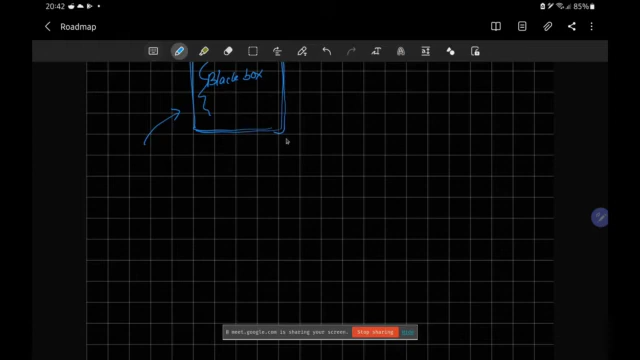 20:42
85%
Roadmap
Black box
meet.google.com is sharing your screen.
Stop sharing
Hide